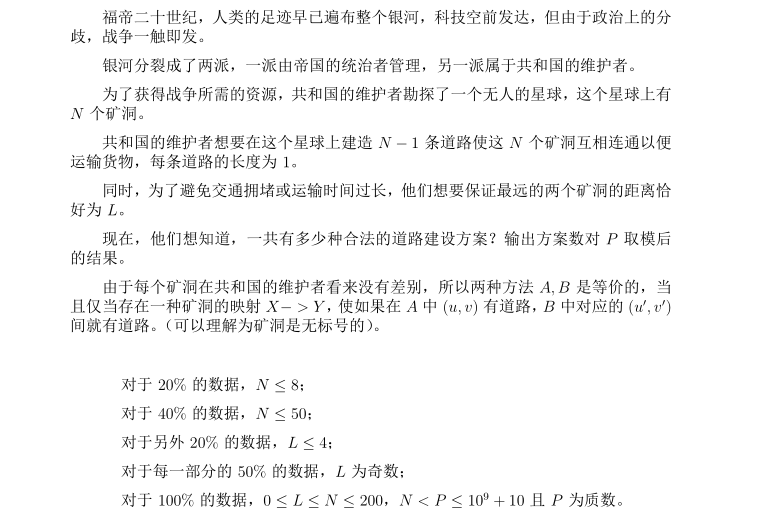 福帝二十世纪，人类的足迹早已遍布整个银河，科技空前发达，但由于政治上的分
歧，战争一触即发。
银河分裂成了两派，一派由帝国的统治者管理，另一派属于共和国的维护者。
为了获得战争所需的资源，共和国的维护者勘探了一个无人的星球，这个星球上有
N 个矿洞。
共和国的维护者想要在这个星球上建造 N − 1 条道路使这 N 个矿洞互相连通以便
运输货物，每条道路的长度为 1。
同时，为了避免交通拥堵或运输时间过长，他们想要保证最远的两个矿洞的距离恰
好为 L。
现在，他们想知道，一共有多少种合法的道路建设方案？输出方案数对 P 取模后
的结果。
由于每个矿洞在共和国的维护者看来没有差别，所以两种方法 A, B 是等价的，当
且仅当存在一种矿洞的映射 X− > Y，使如果在 A 中 (u, v) 有道路，B 中对应的 (u′, v′)
间就有道路。（可以理解为矿洞是无标号的）。
对于 20% 的数据，N ≤ 8；
对于 40% 的数据，N ≤ 50；
对于另外 20% 的数据，L ≤ 4；
对于每一部分的 50% 的数据，L 为奇数；
对于 100% 的数据，0 ≤ L ≤ N ≤ 200，N < P ≤ 10⁹ + 10 且 P 为质数。